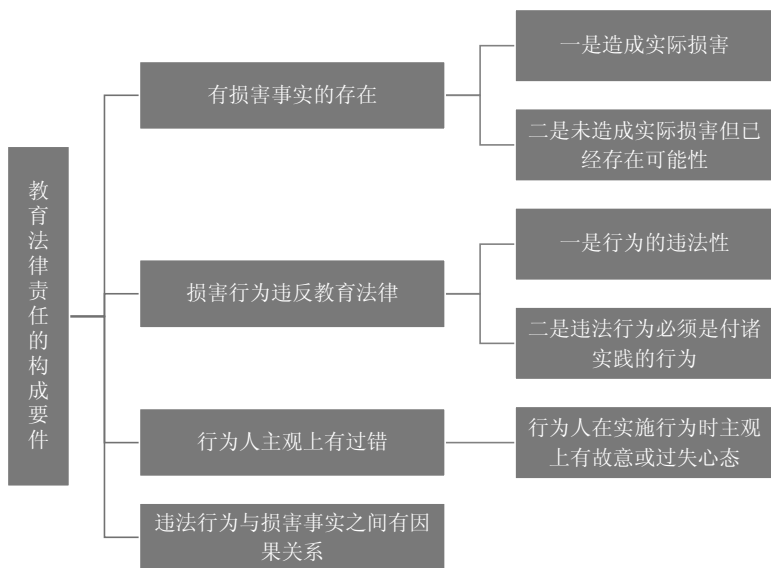 教育法律责任的构成要件
有损害事实的存在
一是造成实际损害
二是未造成实际损害但已
经存在可能性
损害行为违反教育法律
一是行为的违法性
二是违法行为必须是付诸
实践的行为
行为人主观上有过错
行为人在实施行为时主观
上有故意或过失心态
违法行为与损害事实之间有因
果关系